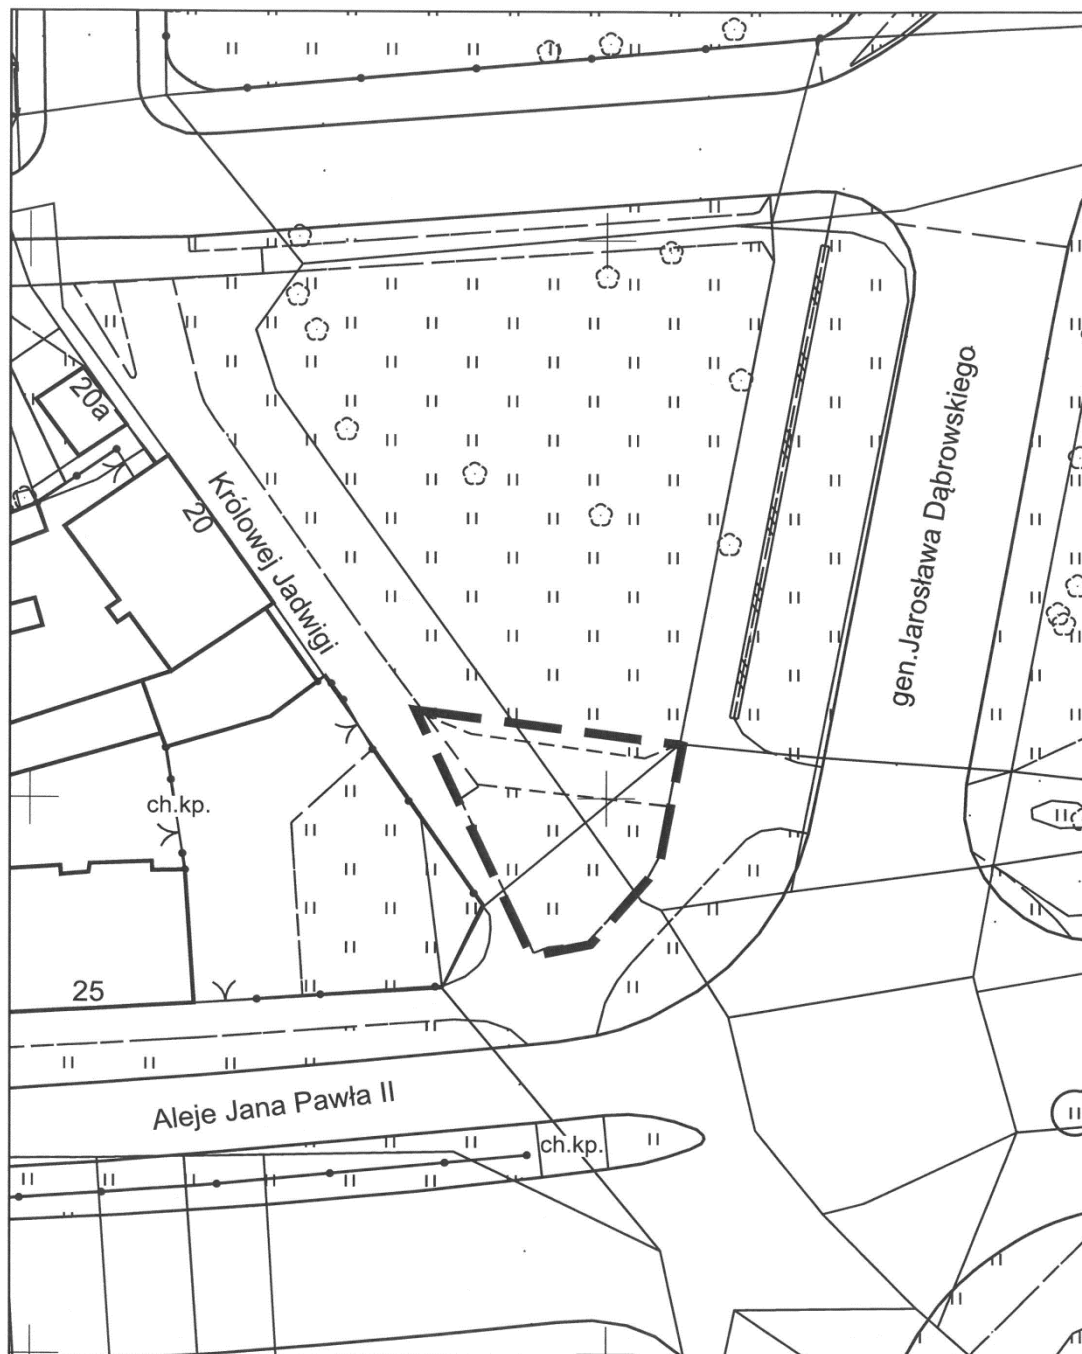 20a
20
Królowej Jadwigi
gen.Jarosława Dąbrowskiego
ch.kp.
25
Aleje Jana Pawła II
ch.kp.